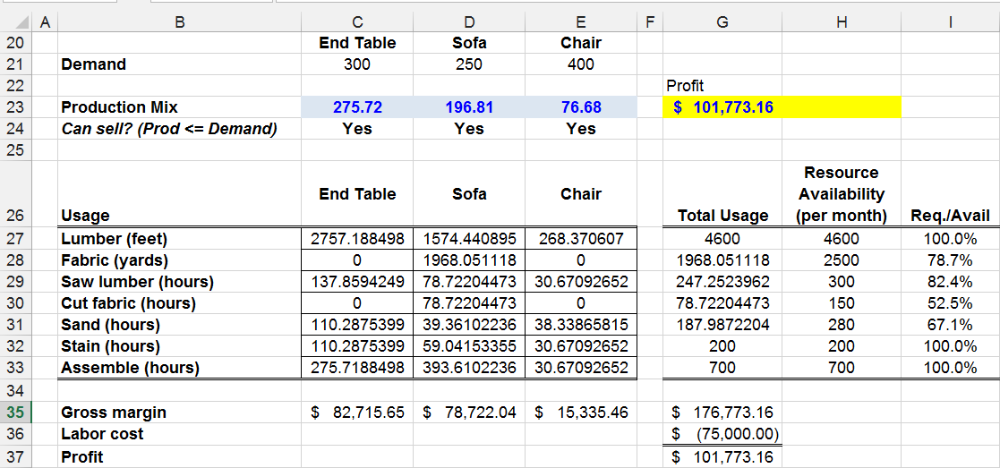 A B C D E F G H I
20 End Table Sofa Chair
21 Demand 300 250 400
22 Profit
23 Production Mix 275.72 196.81 76.68 $ 101,773.16
24 Can sell? (Prod <= Demand) Yes Yes Yes
25
Resource
End Table Sofa Chair Availability
26 Usage Total Usage (per month) Req./Avail
27 Lumber (feet) 2757.188498 1574.440895 268.370607 4600 4600 100.0%
28 Fabric (yards) 0 1968.051118 0 1968.051118 2500 78.7%
29 Saw lumber (hours) 137.8594249 78.72204473 30.67092652 247.2523962 300 82.4%
30 Cut fabric (hours) 0 78.72204473 0 78.72204473 150 52.5%
31 Sand (hours) 110.2875399 39.36102236 38.33865815 187.9872204 280 67.1%
32 Stain (hours) 110.2875399 59.04153355 30.67092652 200 200 100.0%
33 Assemble (hours) 275.7188498 393.6102236 30.67092652 700 700 100.0%
34
35 Gross margin $ 82,715.65 $ 78,722.04 $ 15,335.46 $ 176,773.16
36 Labor cost $ (75,000.00)
37 Profit $ 101,773.16